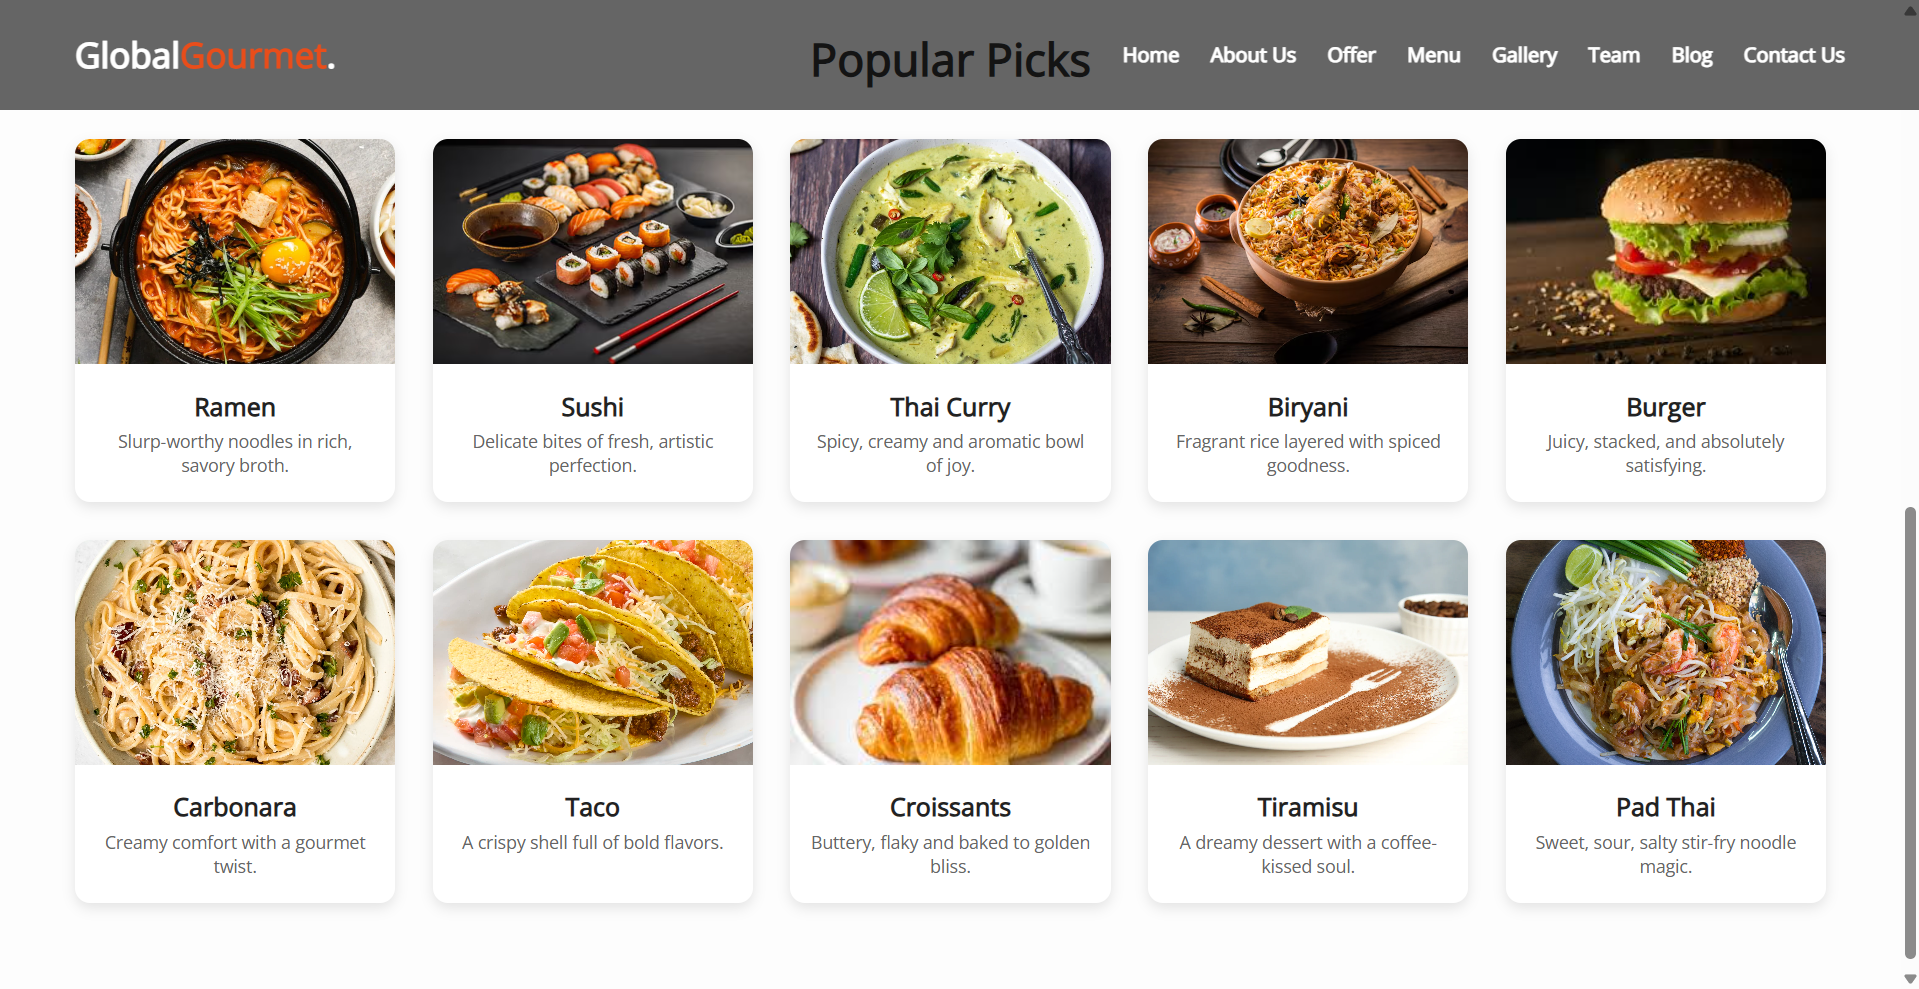 GlobalGourmet.
Popular Picks
Home About Us Offer Menu Gallery Team Blog Contact Us
Ramen
Slurp-worthy noodles in rich,
savory broth.
Sushi
Delicate bites of fresh, artistic
perfection.
Thai Curry
Spicy, creamy and aromatic bowl
of joy.
Biryani
Fragrant rice layered with spiced
goodness.
Burger
Juicy, stacked, and absolutely
satisfying.
Carbonara
Creamy comfort with a gourmet
twist.
Taco
A crispy shell full of bold flavors.
Croissants
Buttery, flaky and baked to golden
bliss.
Tiramisu
A dreamy dessert with a coffee-
kissed soul.
Pad Thai
Sweet, sour, salty stir-fry noodle
magic.